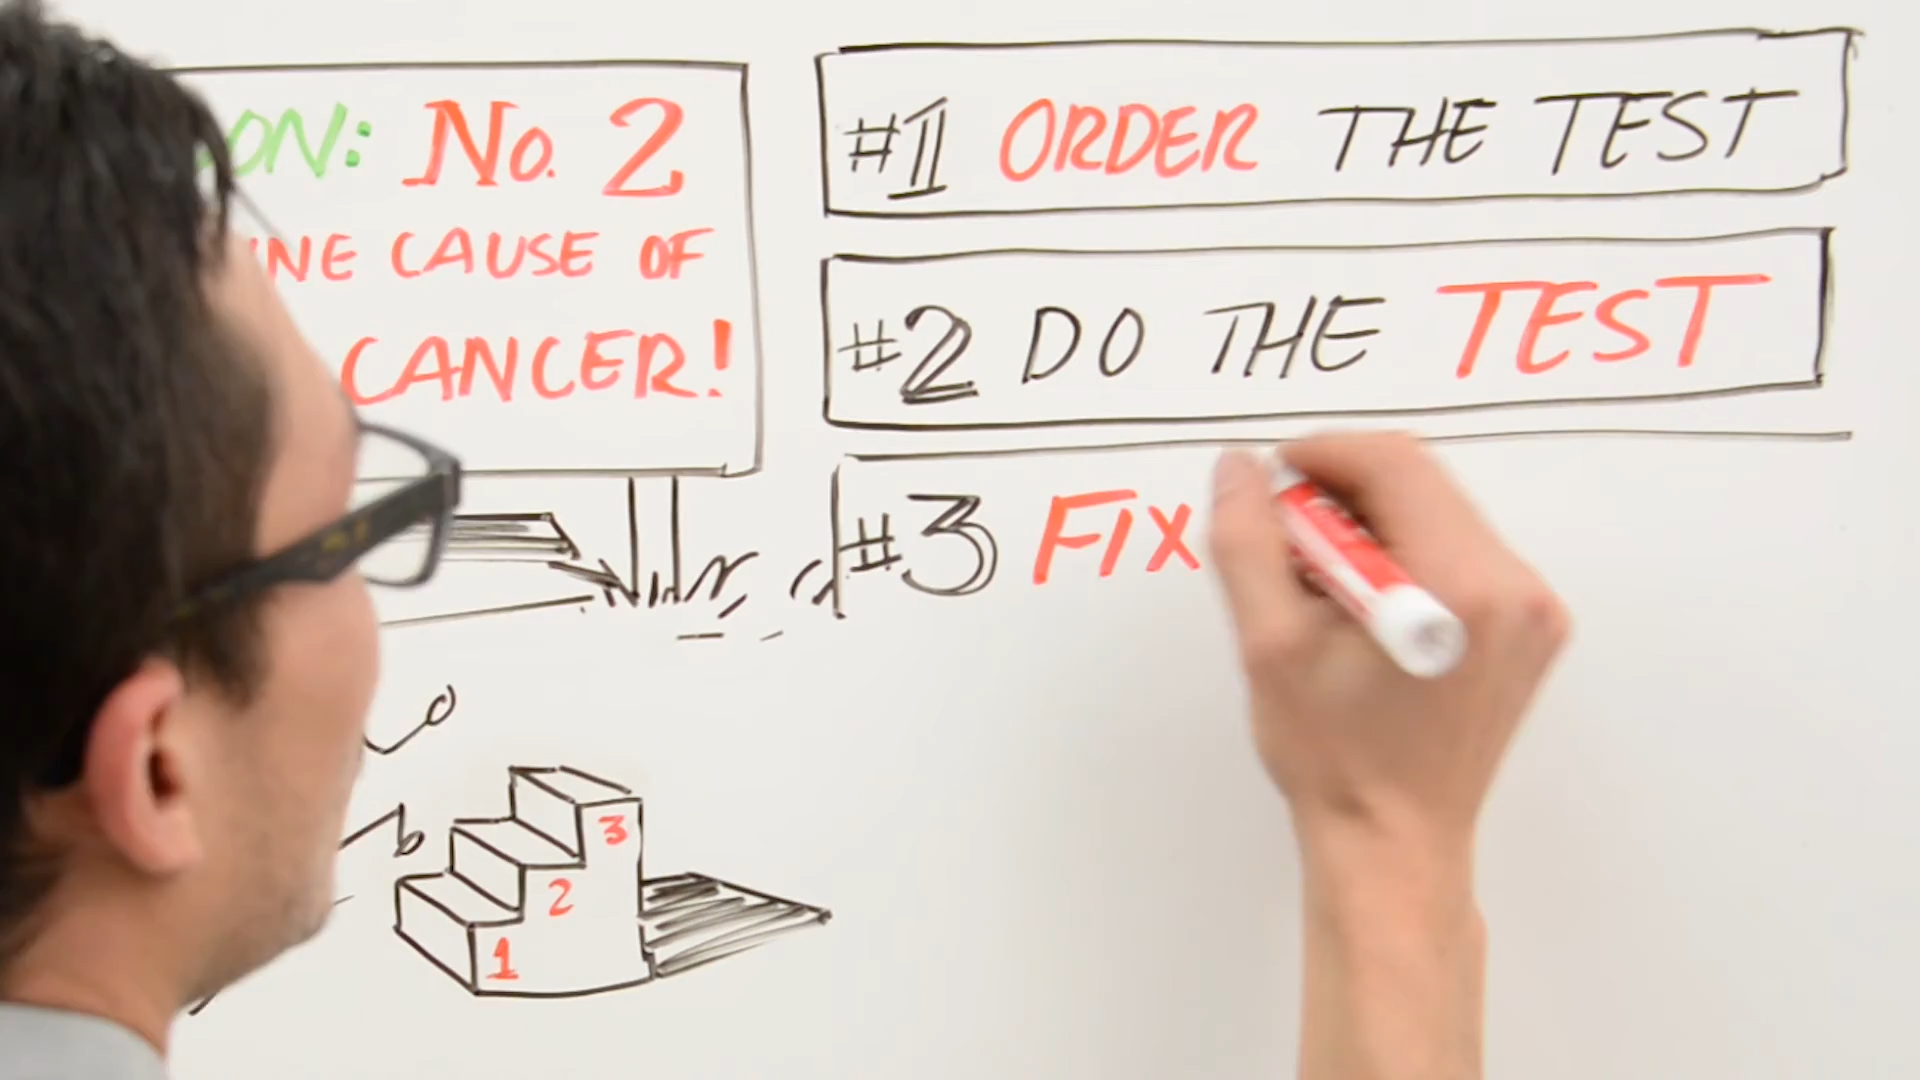 ON: No. 2
NE CAUSE OF
CANCER!
#1 ORDER THE TEST
#2 DO THE TEST
#3 FIX
3
2
1